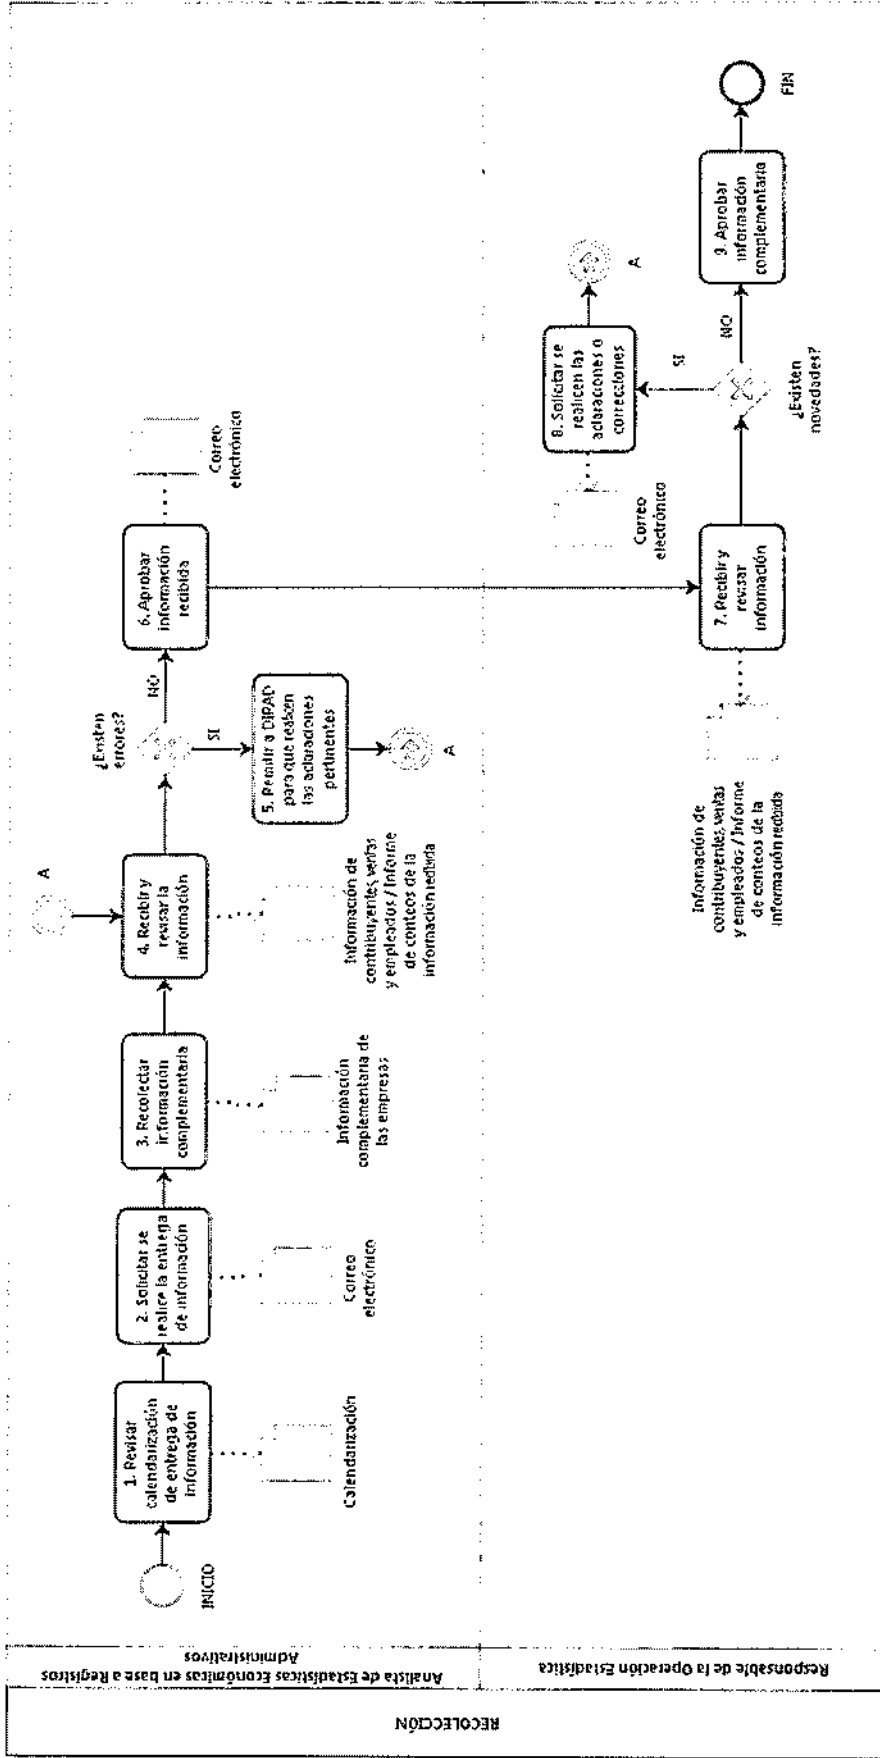 RECOLECCIÓN
Analista de Estadísticas Económicas en base a Registros
Administrativos
INICIO
1. Revisar
calendarización
de entrega de
información
Calendarización
2. Solicitar se
realice la entrega
de información
Correo
electrónico
3. Recolectar
información
complementaria
Información
complementaria de
las empresas
A
4. Recibir y
revisar la
información
Información de
contribuyentes, ventas
y empleados / Informe
de conteos de la
información recibida
¿Existen
errores?
SI
5. Remitir a DIRAD
para que realicen
las aclaraciones
pertinentes
A
NO
6. Aprobar
información
recibida
Correo
electrónico
Responsable de la Operación Estadística
7. Recibir y
revisar
información
Información de
contribuyentes, ventas
y empleados / Informe
de conteos de la
información recibida
¿Existen
novedades?
SI
8. Solicitar se
realicen las
aclaraciones o
correcciones
Correo
electrónico
A
NO
9. Aprobar
información
complementaria
FIN